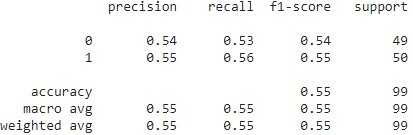 precision recall f1-score support
0 0.54 0.53 0.54 49
1 0.55 0.56 0.55 50
accuracy 0.55 99
macro avg 0.55 0.55 0.55 99
weighted avg 0.55 0.55 0.55 99